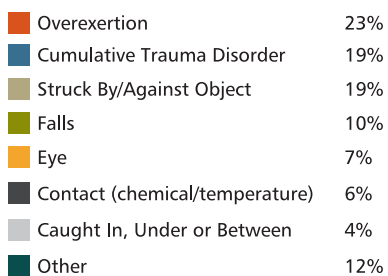 Overexertion 23%
Cumulative Trauma Disorder 19%
Struck By/Against Object 19%
Falls 10%
Eye 7%
Contact (chemical/temperature) 6%
Caught In, Under or Between 4%
Other 12%